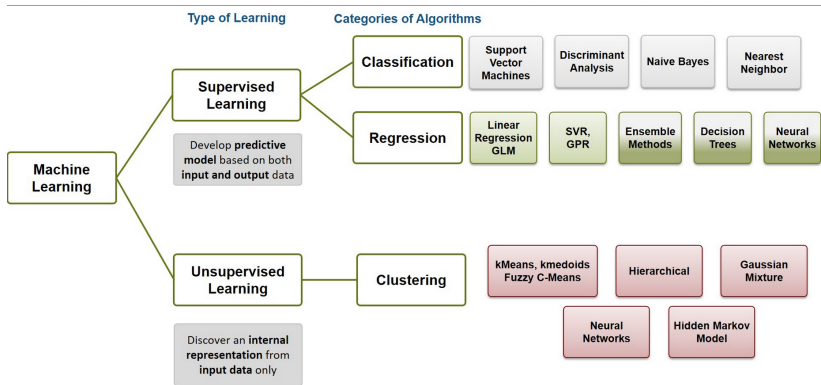 Type of Learning
Categories of Algorithms
Machine
Learning
Supervised
Learning
Develop predictive
model based on both
input and output data
Classification
Support
Vector
Machines
Discriminant
Analysis
Naive Bayes
Nearest
Neighbor
Regression
Linear
Regression
GLM
SVR,
GPR
Ensemble
Methods
Decision
Trees
Neural
Networks
Unsupervised
Learning
Discover an internal
representation from
input data only
Clustering
kMeans, kmedoids
Fuzzy C-Means
Hierarchical
Gaussian
Mixture
Neural
Networks
Hidden Markov
Model